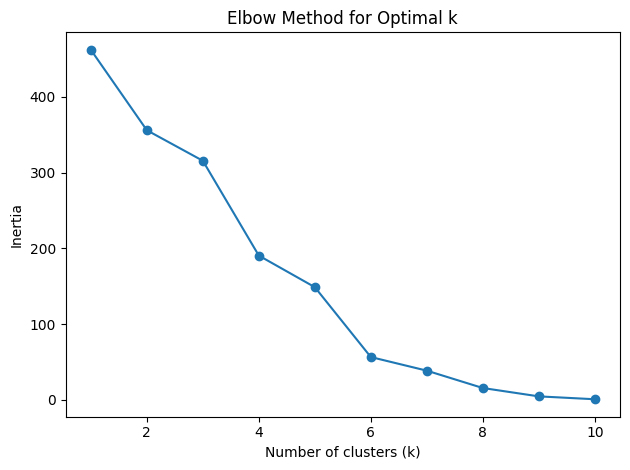 Elbow Method for Optimal k
400
300
200
100
0
Inertia
2 4 6 8 10
Number of clusters (k)